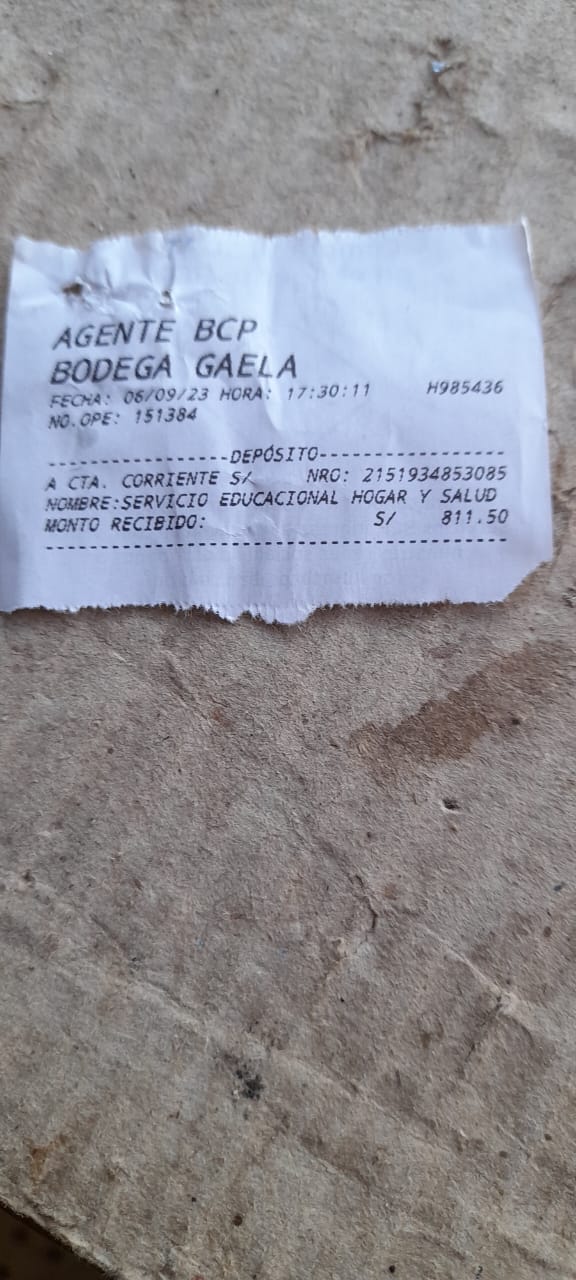 AGENTE BCP
BODEGA GAELA
FECHA: 06/09/23 HORA: 17:30:11 H985436
NO.OPE: 151384
--------------------DEPÓSITO---------------------
A CTA. CORRIENTE S/ NRO: 2151934853085
NOMBRE:SERVICIO EDUCACIONAL HOGAR Y SALUD
MONTO RECIBIDO: S/ 811.50
-------------------------------------------------